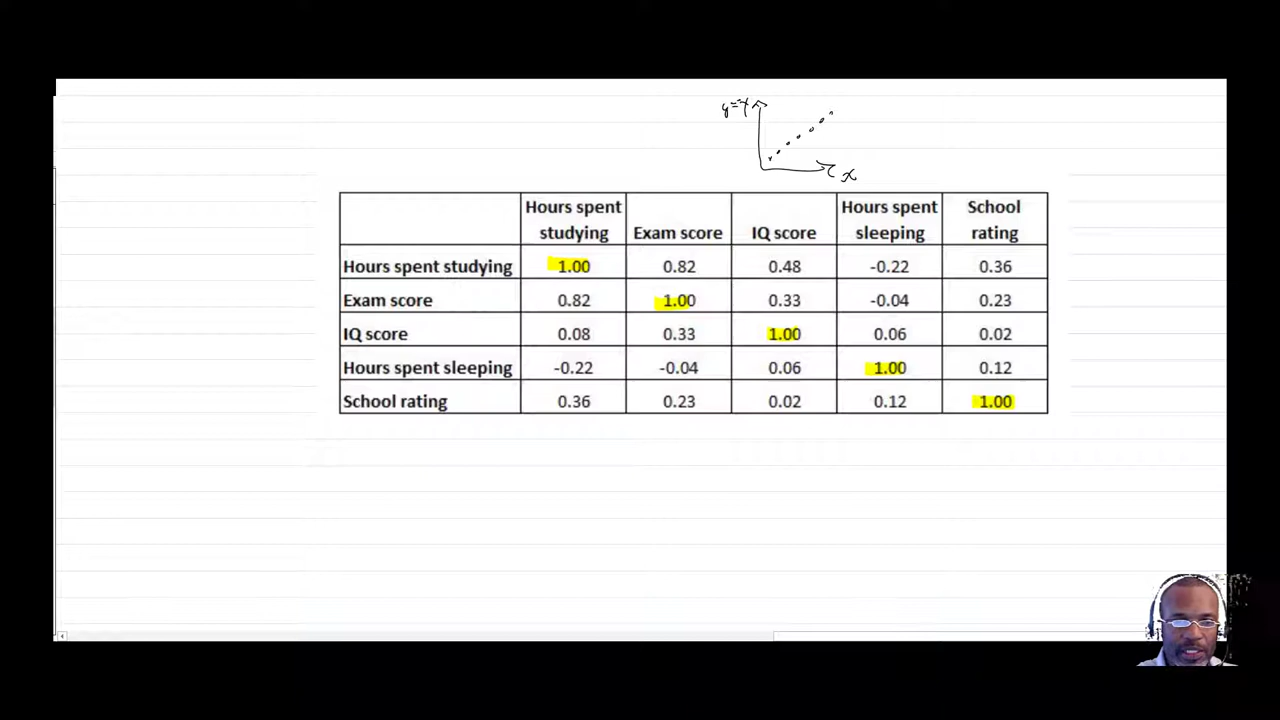 y=x
x
Hours spent studying Exam score IQ score Hours spent sleeping School rating
Hours spent studying 1.00 0.82 0.48 -0.22 0.36
Exam score 0.82 1.00 0.33 -0.04 0.23
IQ score 0.08 0.33 1.00 0.06 0.02
Hours spent sleeping -0.22 -0.04 0.06 1.00 0.12
School rating 0.36 0.23 0.02 0.12 1.00